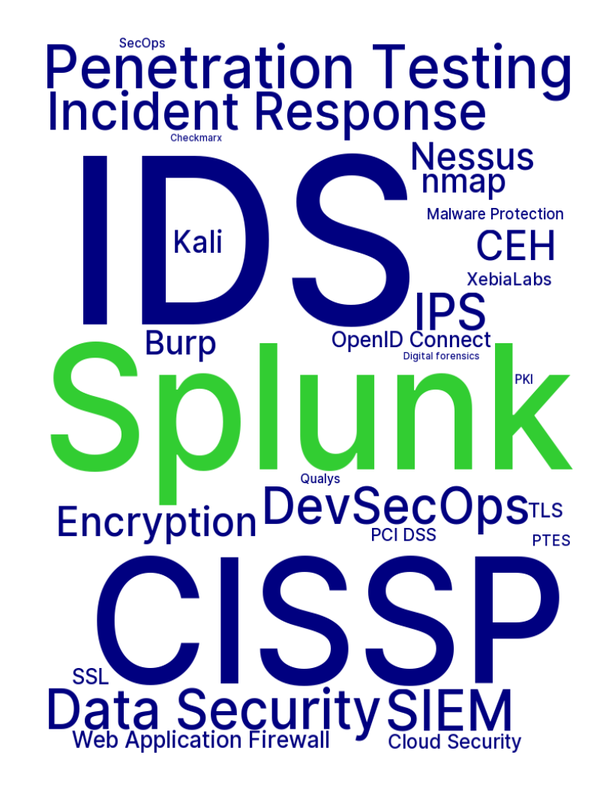 SecOps
Penetration Testing
Incident Response
Checkmarx
IDS
Nessus
nmap
Malware Protection
Kali
CEH
XebiaLabs
IPS
Burp
OpenID Connect
Digital forensics
Splunk
PKI
Qualys
DevSecOps
TLS
Encryption
PCI DSS
PTES
CISSP
SSL
Data Security
SIEM
Web Application Firewall
Cloud Security